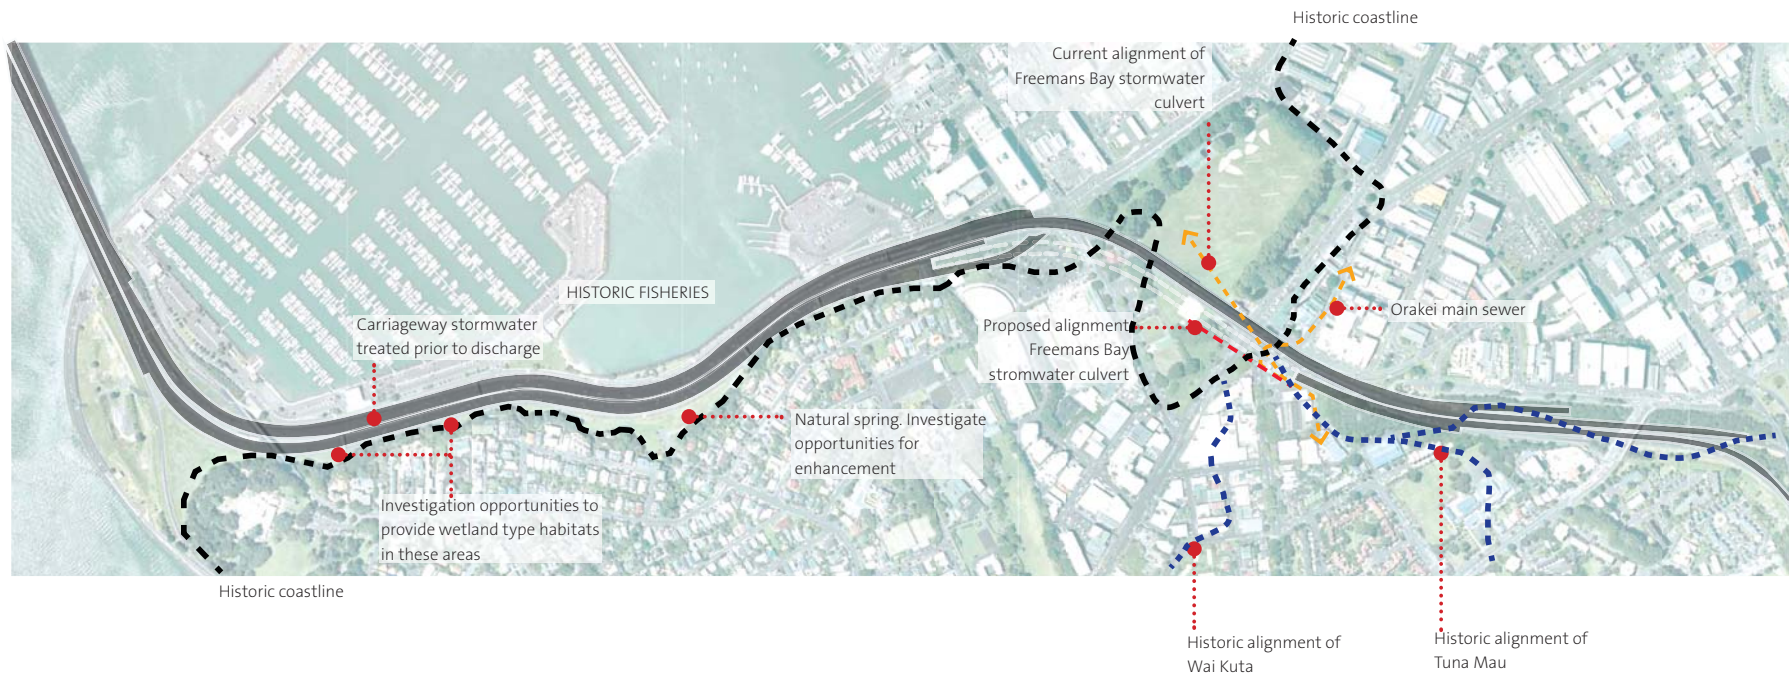 Historic coastline
Current alignment of
Freemans Bay stormwater
culvert
HISTORIC FISHERIES
Carriageway stormwater
treated prior to discharge
Proposed alignment
Freemans Bay
stromwater culvert
Orakei main sewer
Natural spring. Investigate
opportunities for
enhancement
Investigation opportunities to
provide wetland type habitats
in these areas
Historic coastline
Historic alignment of
Wai Kuta
Historic alignment of
Tuna Mau